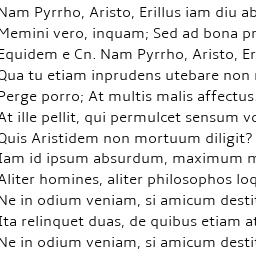 Nam Pyrrho, Aristo, Erillus iam diu ab
Memini vero, inquam; Sed ad bona pr
Equidem e Cn. Nam Pyrrho, Aristo, Er
Qua tu etiam inprudens utebare non
Perge porro; At multis malis affectus
At ille pellit, qui permulcet sensum vo
Quis Aristidem non mortuum diligit?
Iam id ipsum absurdum, maximum m
Aliter homines, aliter philosophos loq
Ne in odium veniam, si amicum desti
Ita relinquet duas, de quibus etiam at
Ne in odium veniam, si amicum desti